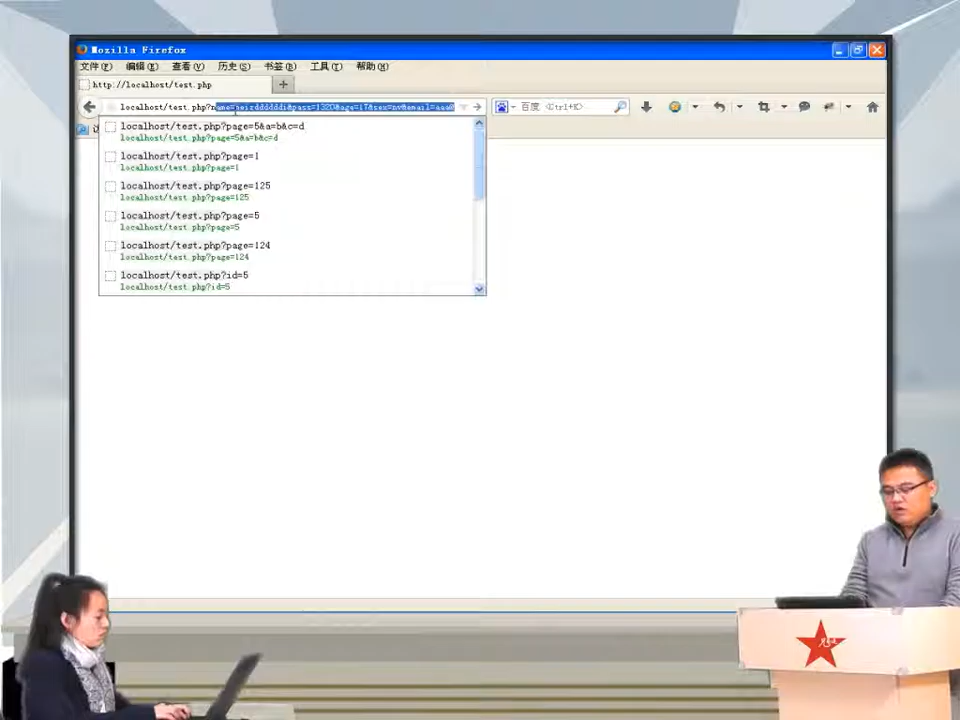 Mozilla Firefox
文件(F) 编辑(E) 查看(V) 历史(S) 书签(B) 工具(T) 帮助(H)
http://localhost/test.php
百度 <Ctrl+K>
localhost/test.php?page=5&a=b&c=d
localhost/test.php?page=5&a=b&c=d
localhost/test.php?page=1
localhost/test.php?page=1
localhost/test.php?page=125
localhost/test.php?page=125
localhost/test.php?page=5
localhost/test.php?page=5
localhost/test.php?page=124
localhost/test.php?page=124
localhost/test.php?id=5
localhost/test.php?id=5